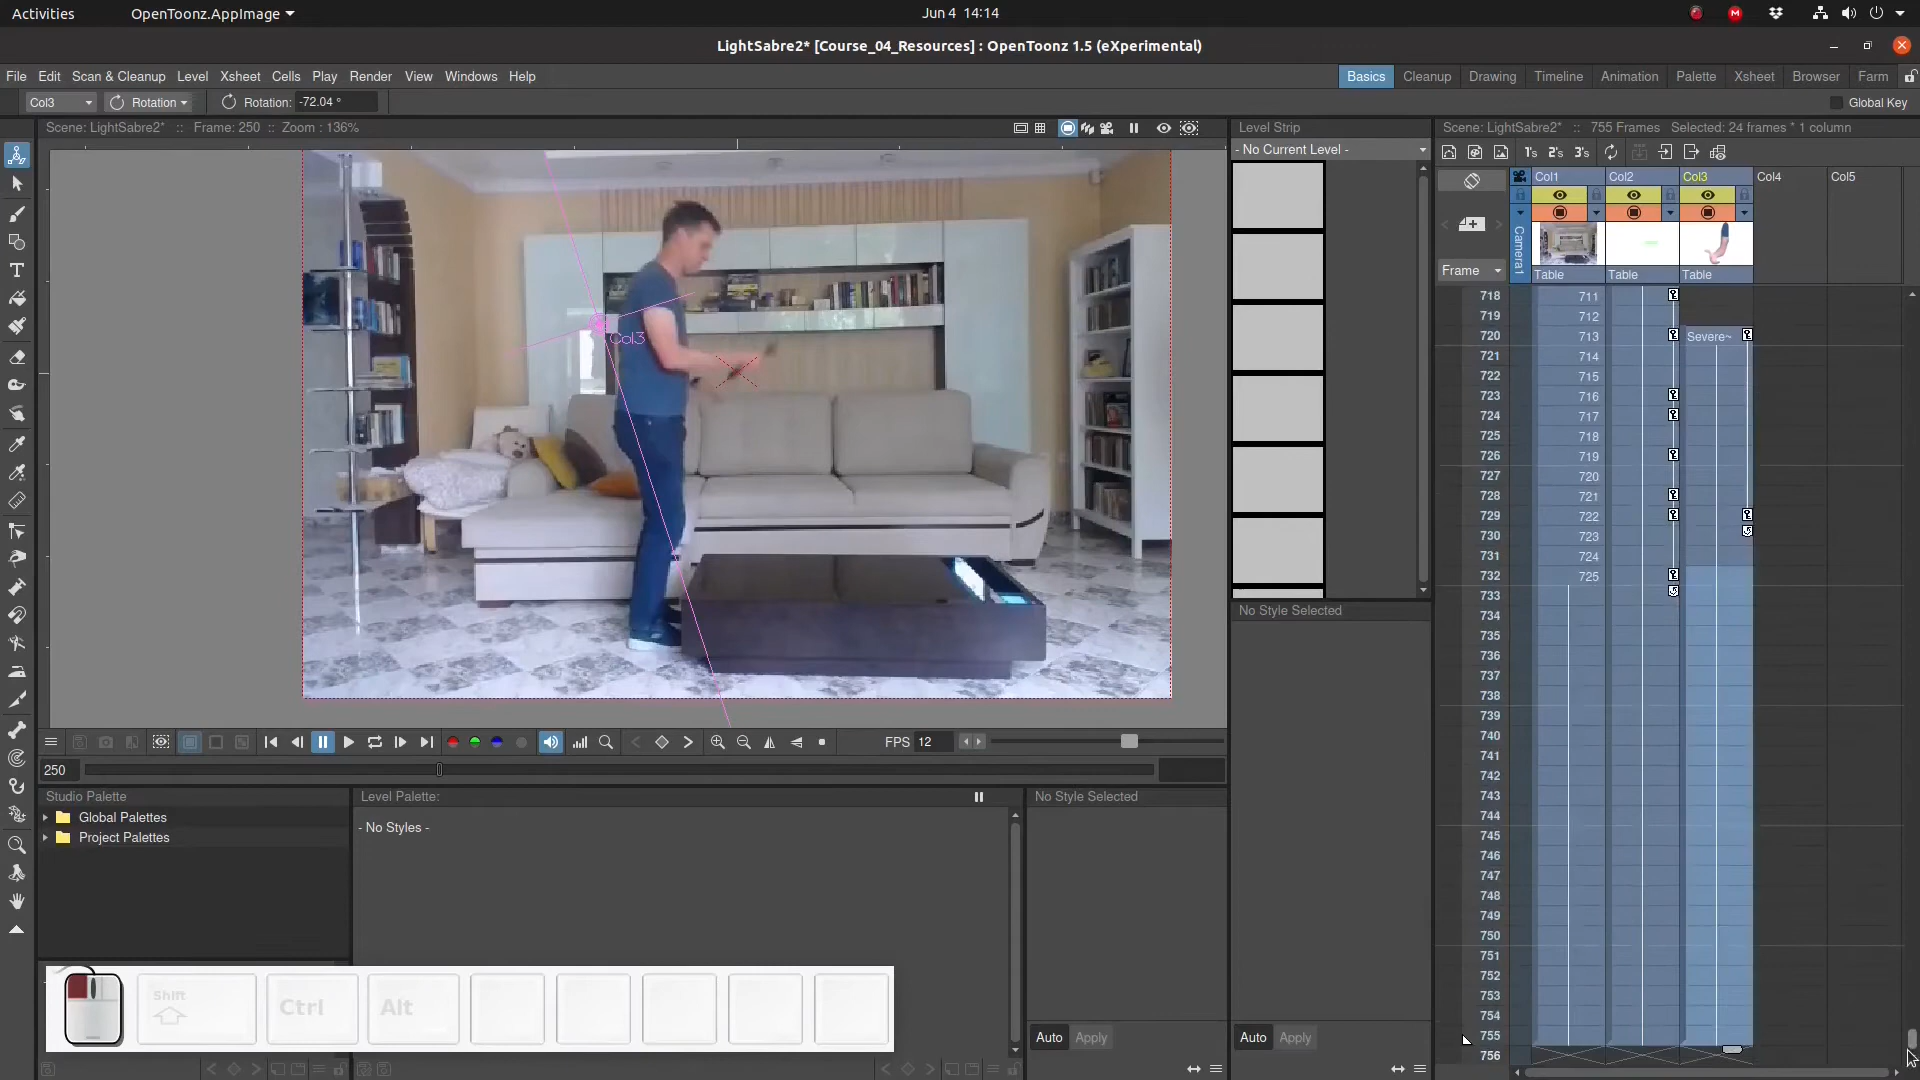 Activities
OpenToonz.AppImage
Jun 4 14:14
LightSabre2* [Course_04_Resources] : OpenToonz 1.5 (eXperimental)
File Edit Scan & Cleanup Level Xsheet Cells Play Render View Windows Help
Basics Cleanup Drawing Timeline Animation Palette Xsheet Browser Farm
Col3 Rotation Rotation: -72.04 ° Global Key
Scene: LightSabre2* :: Frame: 250 :: Zoom : 136%
Level Strip
Scene: LightSabre2* :: 755 Frames Selected: 24 frames * 1 column
- No Current Level -
1's 2's 3's
Col1 Col2 Col3 Col4 Col5
Camera1
Frame Table Table Table
718 711
719 712
720 713 Severe~
721 714
722 715
723 716
724 717
725 718
726 719
727 720
728 721
729 722
730 723
731 724
732 725
733
734
735
736
737
738
739
740
741
742
743
744
745
746
747
748
749
750
751
752
753
754
755
756
Col3
No Style Selected
FPS 12
250
Studio Palette
Global Palettes
Project Palettes
Level Palette:
- No Styles -
No Style Selected
Auto Apply
Auto Apply
Shift Ctrl Alt